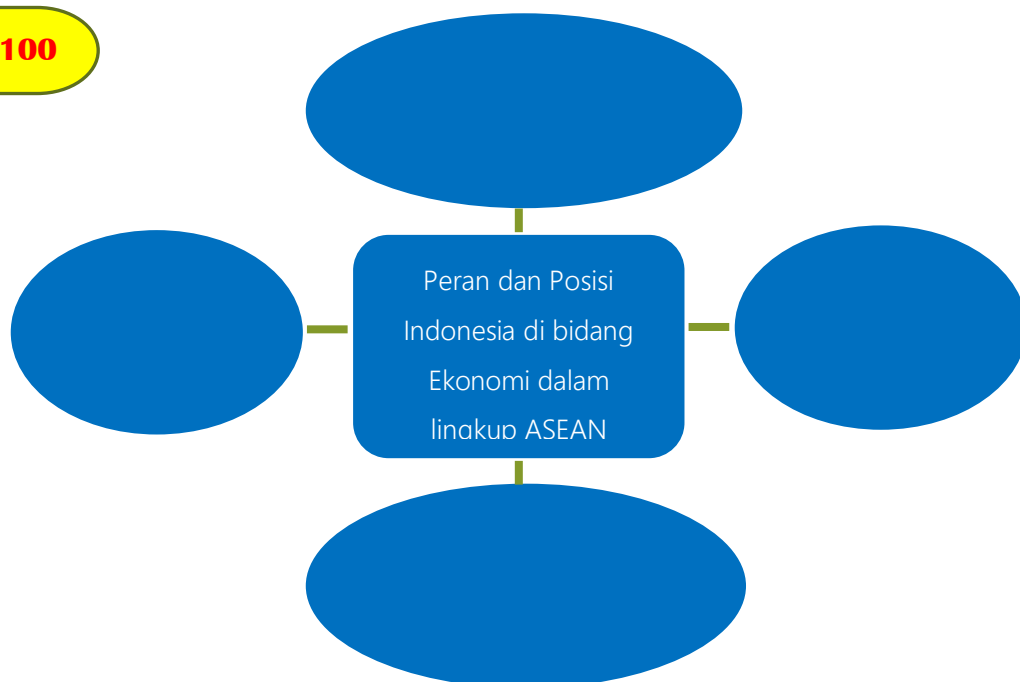 100
Peran dan Posisi
Indonesia di bidang
Ekonomi dalam
lingkup ASEAN